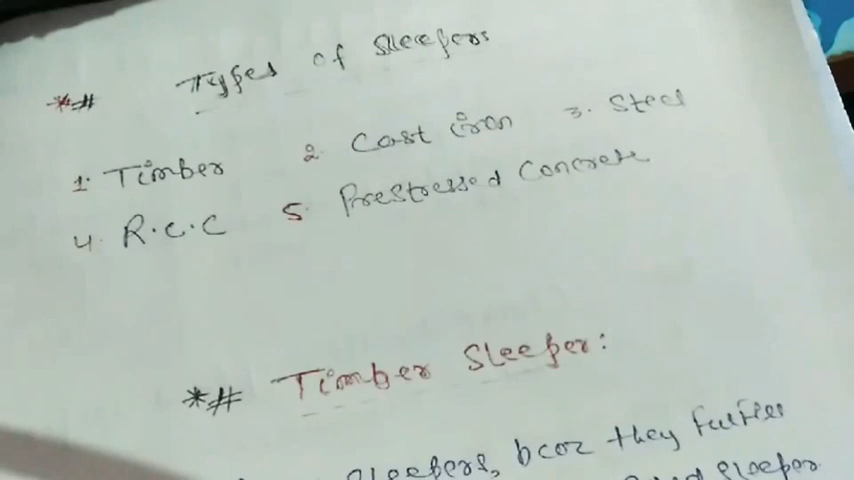 *# Types of Sleepers
1. Timber 2. Cast iron 3. Steel
4. R.C.C 5. Prestressed Concrete
*# Timber Sleeper:
Sleepers, bcoz they fulfill
sleeper